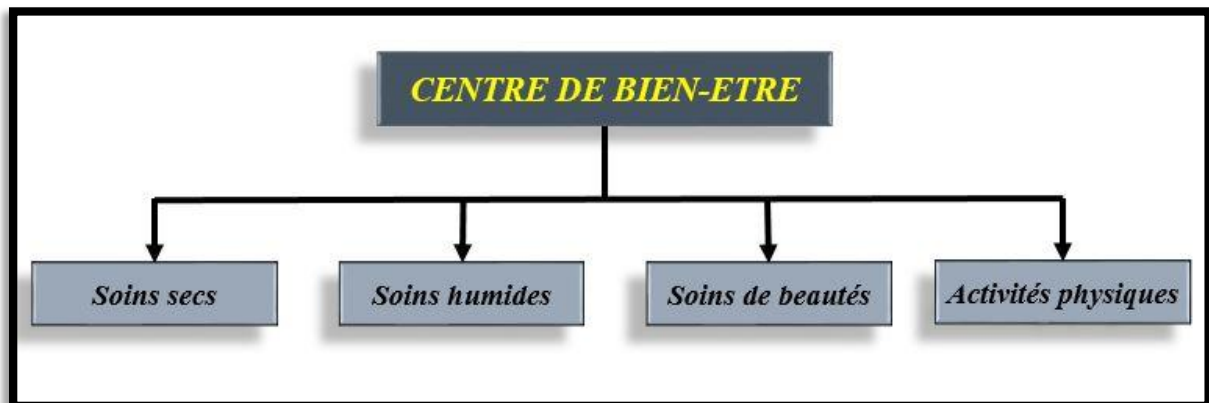 CENTRE DE BIEN-ETRE
Soins secs
Soins humides
Soins de beautés
Activités physiques